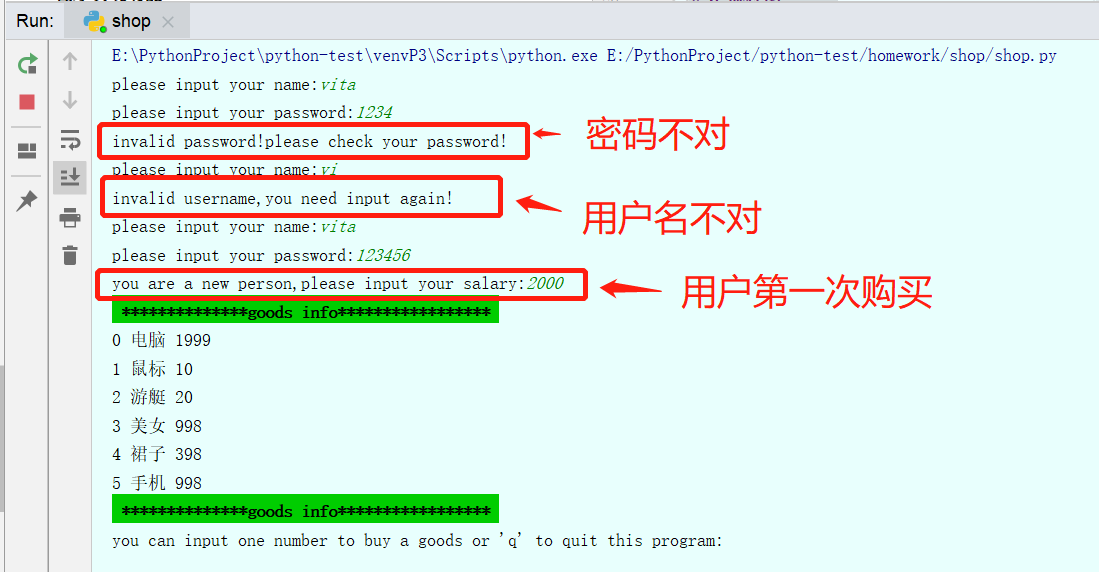 Run: shop
E:\PythonProject\python-test\venvP3\Scripts\python.exe E:/PythonProject/python-test/homework/shop/shop.py
please input your name:vita
please input your password:1234
invalid password!please check your password!
密码不对
please input your name:vi
invalid username,you need input again!
用户名不对
please input your name:vita
please input your password:123456
you are a new person,please input your salary:2000
用户第一次购买
**************goods info*****************
0 电脑 1999
1 鼠标 10
2 游艇 20
3 美女 998
4 裙子 398
5 手机 998
**************goods info*****************
you can input one number to buy a goods or 'q' to quit this program: